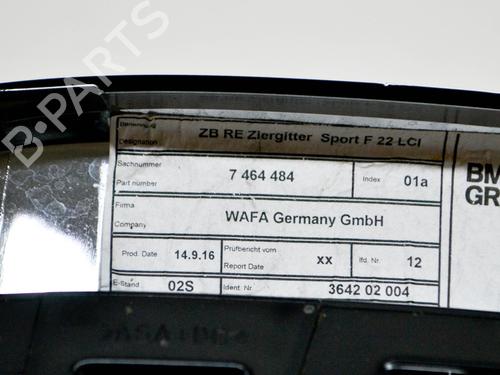 B-PARTS
Benennung
Designation
ZB RE Ziergitter Sport F 22 LCI
Sachnummer
Part number
7 464 484
Index
01a
Firma
Company
WAFA Germany GmbH
Prod. Date
14.9.16
Prüfbericht vom
Report Date
xx
lfd. Nr.
12
E-Stand
02S
Ident. Nr.
3642 02 004
BM
GR